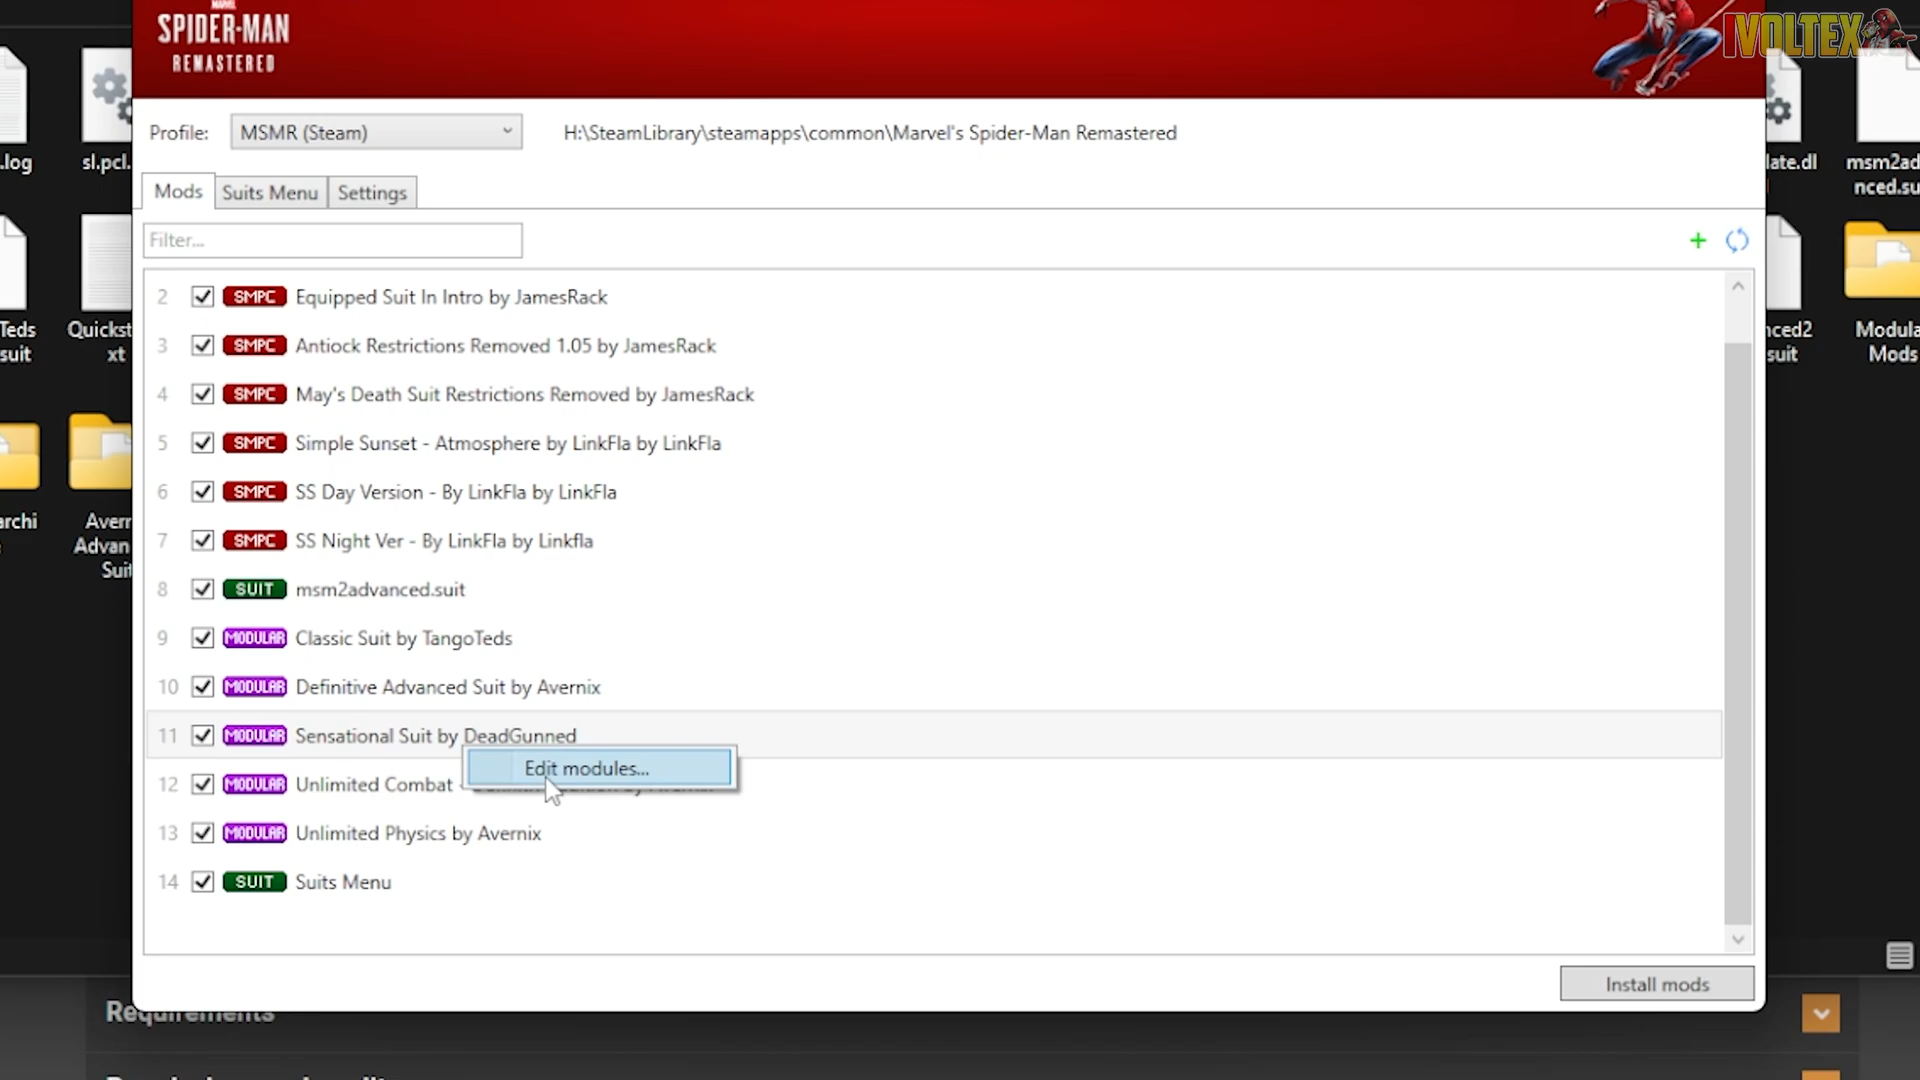 MARVEL
SPIDER-MAN
REMASTERED
IVOLTEX
.log
sl.pcl.
late.dl
msm2ad
nced.su
Profile:
MSMR (Steam)
H:\SteamLibrary\steamapps\common\Marvel's Spider-Man Remastered
Mods
Suits Menu
Settings
Filter...
Teds
suit
Quickst
xt
nced2
suit
Modula
Mods
2 SMPC Equipped Suit In Intro by JamesRack
3 SMPC Antiock Restrictions Removed 1.05 by JamesRack
4 SMPC May's Death Suit Restrictions Removed by JamesRack
5 SMPC Simple Sunset - Atmosphere by LinkFla by LinkFla
6 SMPC SS Day Version - By LinkFla by LinkFla
7 SMPC SS Night Ver - By LinkFla by Linkfla
8 SUIT msm2advanced.suit
9 MODULAR Classic Suit by TangoTeds
10 MODULAR Definitive Advanced Suit by Avernix
11 MODULAR Sensational Suit by DeadGunned
Edit modules...
12 MODULAR Unlimited Combat -
13 MODULAR Unlimited Physics by Avernix
14 SUIT Suits Menu
archi
Avern
Advan
Suit
Install mods
Requirements